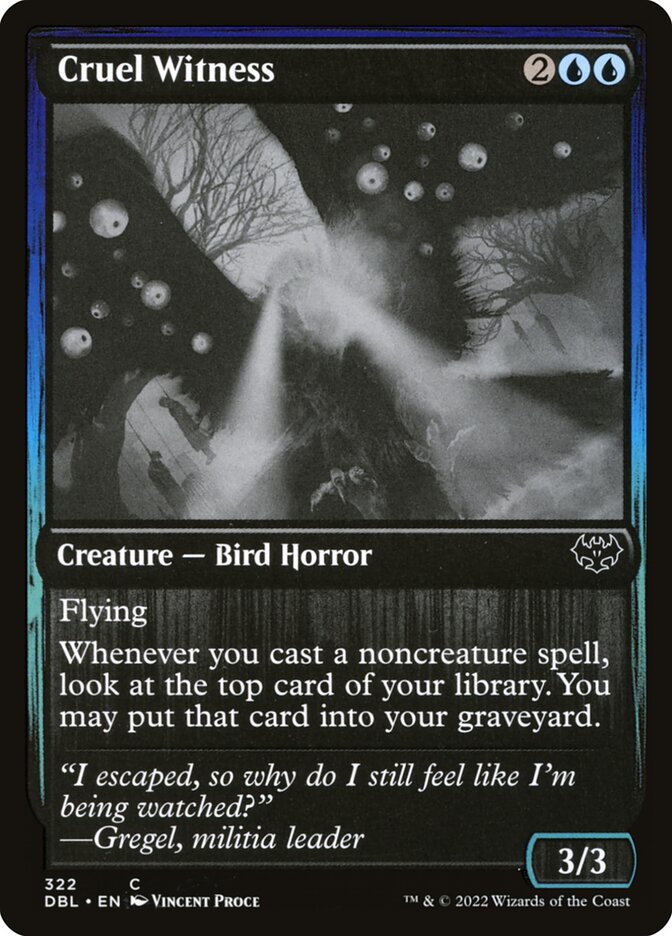 Cruel Witness 2
Creature — Bird Horror
Flying
Whenever you cast a noncreature spell,
look at the top card of your library. You
may put that card into your graveyard.
“I escaped, so why do I still feel like I’m
being watched?”
—Gregel, militia leader
3/3
322 C
DBL • EN Vincent Proce ™ & © 2022 Wizards of the Coast